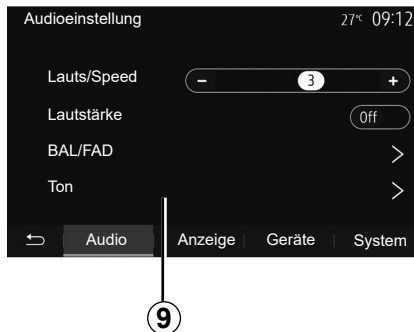 Audioeinstellung 27°C 09:12
Lauts/Speed - 3 +
Lautstärke Off
BAL/FAD >
Ton >
Audio Anzeige Geräte System
9